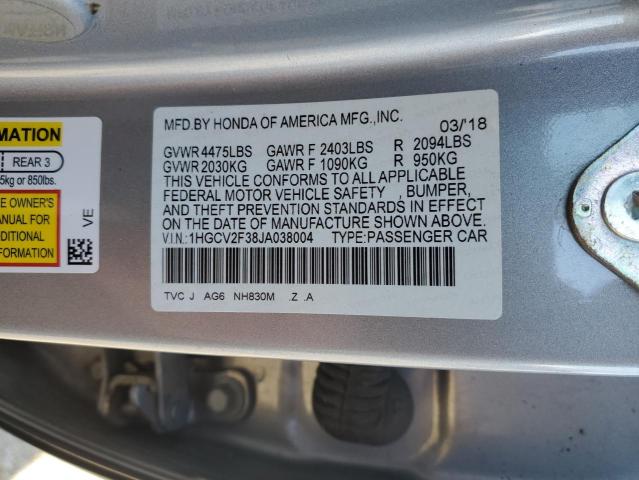 MFD.BY HONDA OF AMERICA MFG.,INC. 03/'18
GVWR 4475LBS GAWR F 2403LBS R 2094LBS
GVWR 2030KG GAWR F 1090KG R 950KG
THIS VEHICLE CONFORMS TO ALL APPLICABLE
FEDERAL MOTOR VEHICLE SAFETY , BUMPER,
AND THEFT PREVENTION STANDARDS IN EFFECT
ON THE DATE OF MANUFACTURE SHOWN ABOVE.
V.I.N.:1HGCV2F38JA038004 TYPE:PASSENGER CAR
TVC J AG6 NH830M .Z .A
MATION
REAR 3
5kg or 850lbs.
E OWNER'S
MANUAL FOR
DDITIONAL
ORMATION
VE